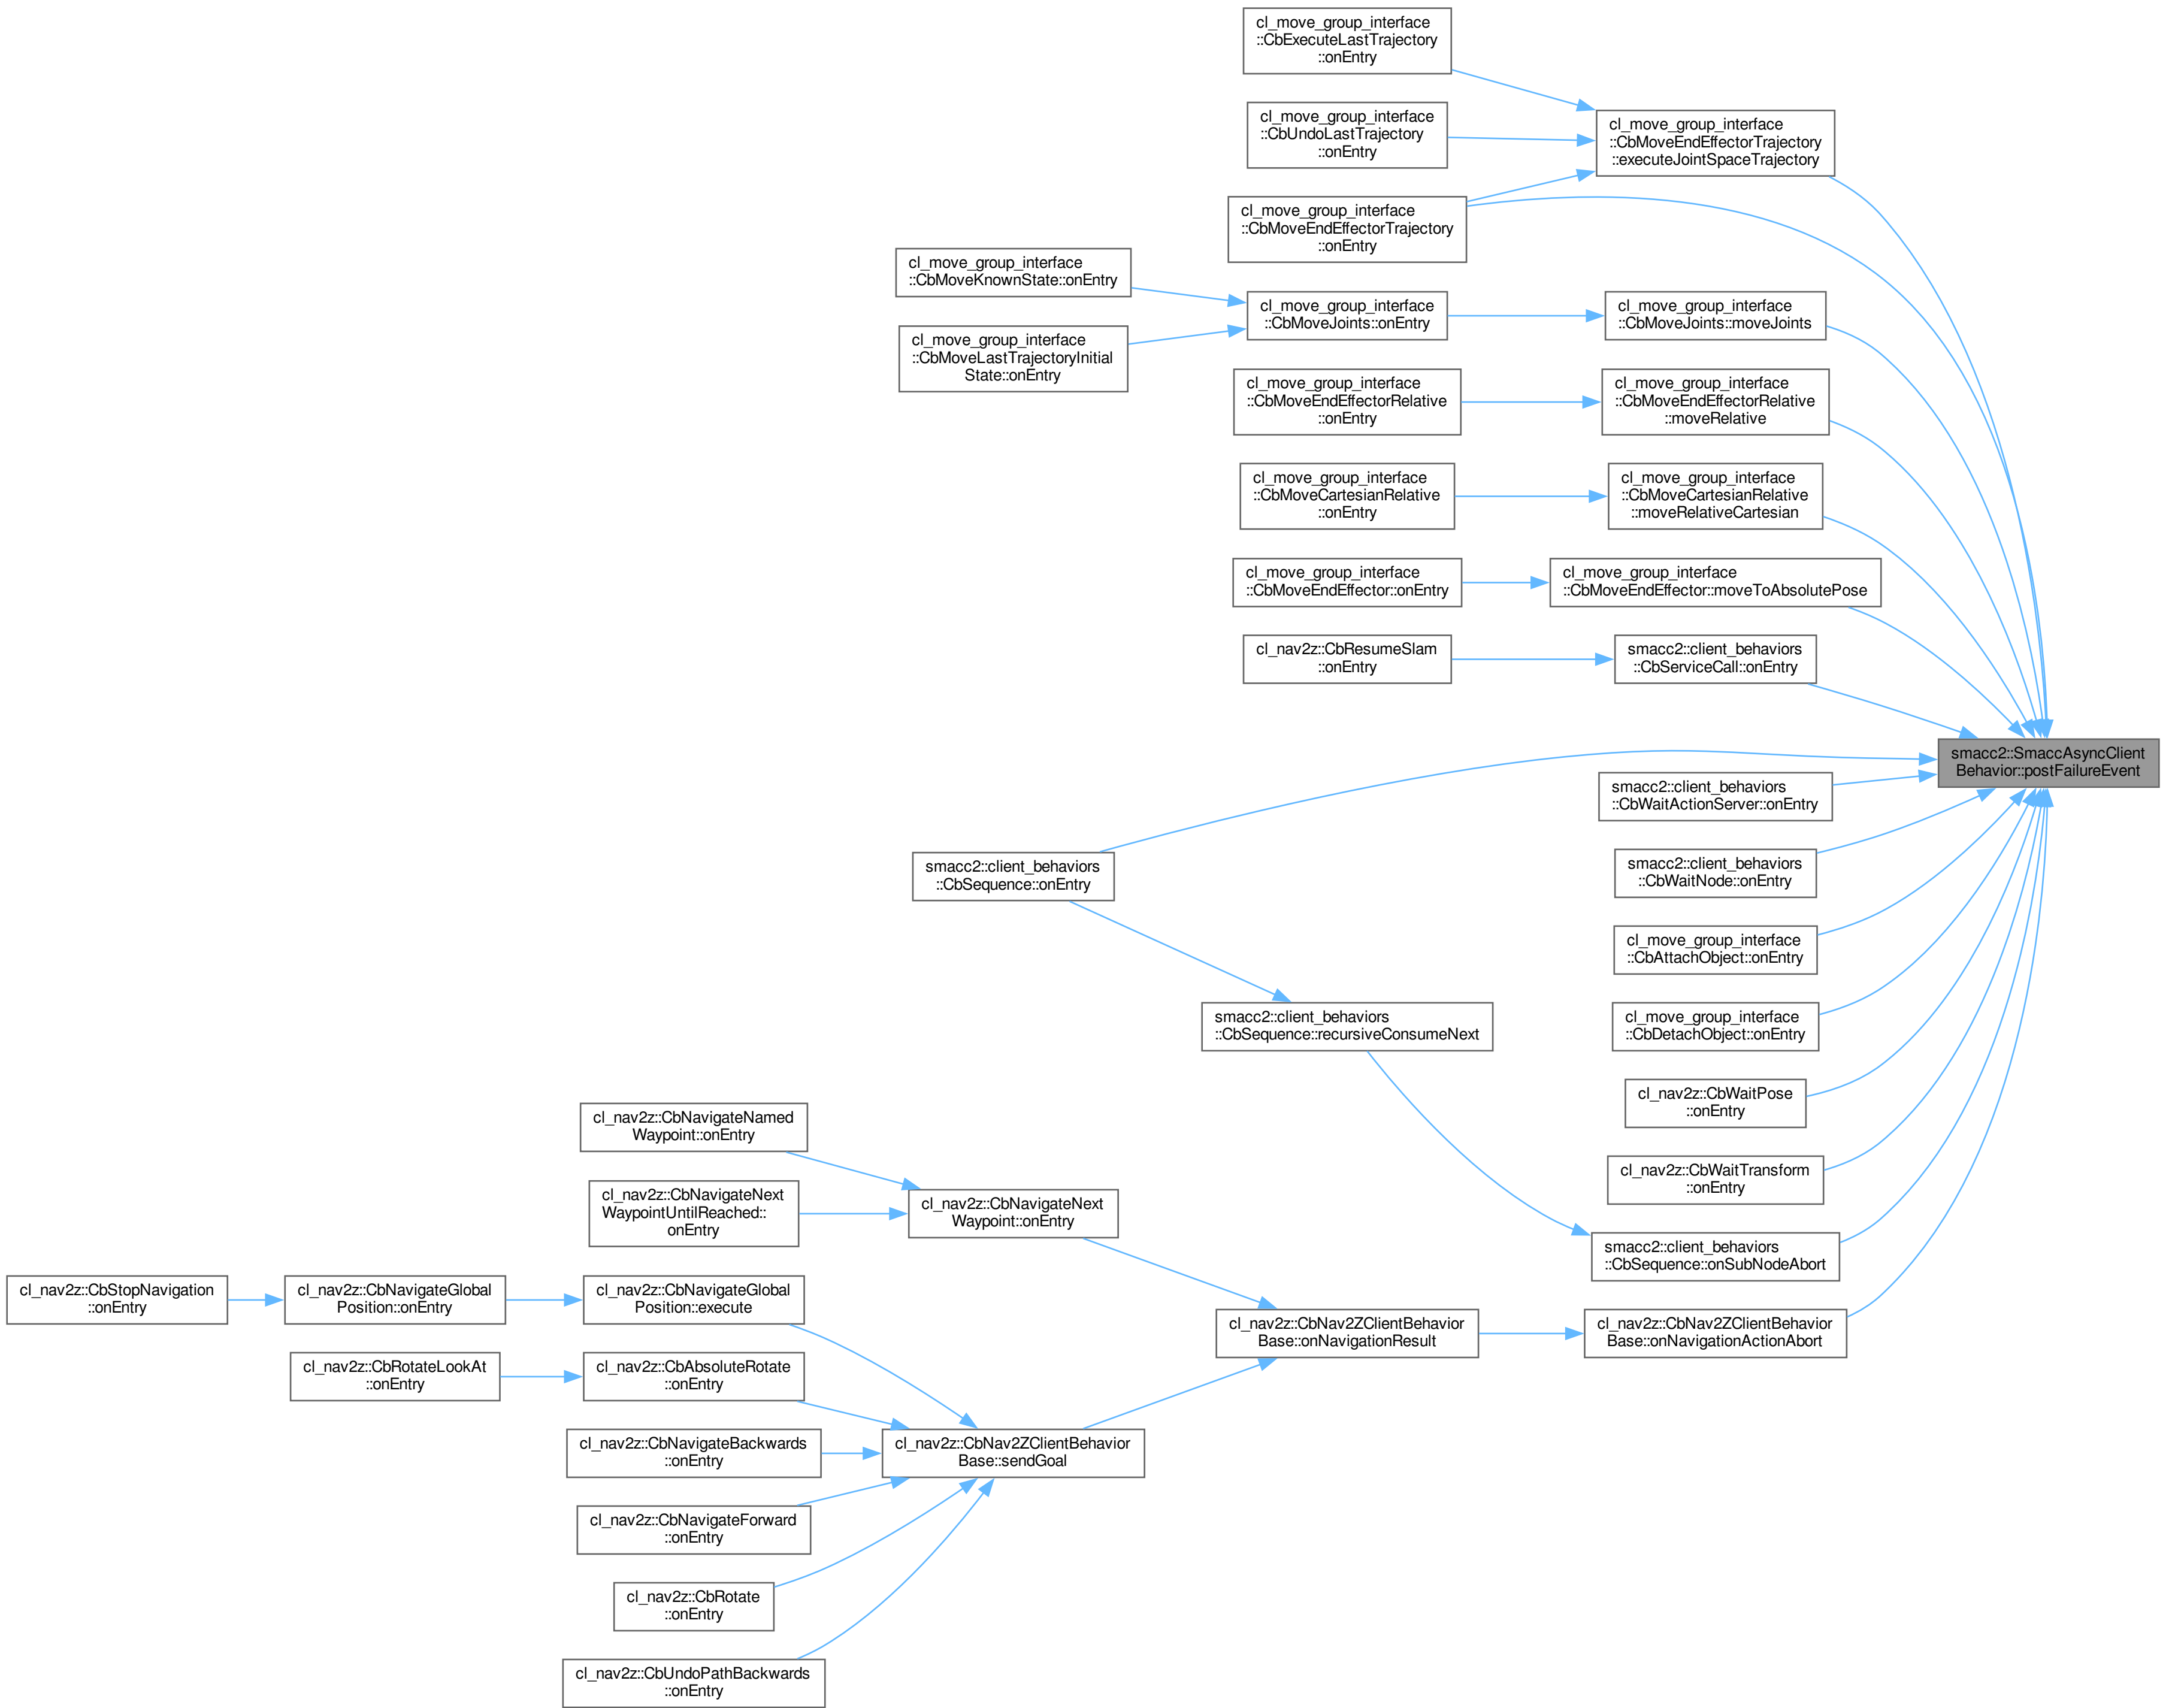 cl_move_group_interface
::CbExecuteLastTrajectory
::onEntry
cl_move_group_interface
::CbUndoLastTrajectory
::onEntry
cl_move_group_interface
::CbMoveEndEffectorTrajectory
::executeJointSpaceTrajectory
cl_move_group_interface
::CbMoveEndEffectorTrajectory
::onEntry
cl_move_group_interface
::CbMoveKnownState::onEntry
cl_move_group_interface
::CbMoveLastTrajectoryInitial
State::onEntry
cl_move_group_interface
::CbMoveJoints::onEntry
cl_move_group_interface
::CbMoveJoints::moveJoints
cl_move_group_interface
::CbMoveEndEffectorRelative
::onEntry
cl_move_group_interface
::CbMoveEndEffectorRelative
::moveRelative
cl_move_group_interface
::CbMoveCartesianRelative
::onEntry
cl_move_group_interface
::CbMoveCartesianRelative
::moveRelativeCartesian
cl_move_group_interface
::CbMoveEndEffector::onEntry
cl_move_group_interface
::CbMoveEndEffector::moveToAbsolutePose
cl_nav2z::CbResumeSlam
::onEntry
smacc2::client_behaviors
::CbServiceCall::onEntry
smacc2::SmaccAsyncClient
Behavior::postFailureEvent
smacc2::client_behaviors
::CbWaitActionServer::onEntry
smacc2::client_behaviors
::CbSequence::onEntry
smacc2::client_behaviors
::CbWaitNode::onEntry
cl_move_group_interface
::CbAttachObject::onEntry
smacc2::client_behaviors
::CbSequence::recursiveConsumeNext
cl_move_group_interface
::CbDetachObject::onEntry
cl_nav2z::CbWaitPose
::onEntry
cl_nav2z::CbNavigateNamed
Waypoint::onEntry
cl_nav2z::CbWaitTransform
::onEntry
cl_nav2z::CbNavigateNext
WaypointUntilReached::
onEntry
cl_nav2z::CbNavigateNext
Waypoint::onEntry
smacc2::client_behaviors
::CbSequence::onSubNodeAbort
cl_nav2z::CbStopNavigation
::onEntry
cl_nav2z::CbNavigateGlobal
Position::onEntry
cl_nav2z::CbNavigateGlobal
Position::execute
cl_nav2z::CbNav2ZClientBehavior
Base::onNavigationResult
cl_nav2z::CbNav2ZClientBehavior
Base::onNavigationActionAbort
cl_nav2z::CbRotateLookAt
::onEntry
cl_nav2z::CbAbsoluteRotate
::onEntry
cl_nav2z::CbNavigateBackwards
::onEntry
cl_nav2z::CbNav2ZClientBehavior
Base::sendGoal
cl_nav2z::CbNavigateForward
::onEntry
cl_nav2z::CbRotate
::onEntry
cl_nav2z::CbUndoPathBackwards
::onEntry